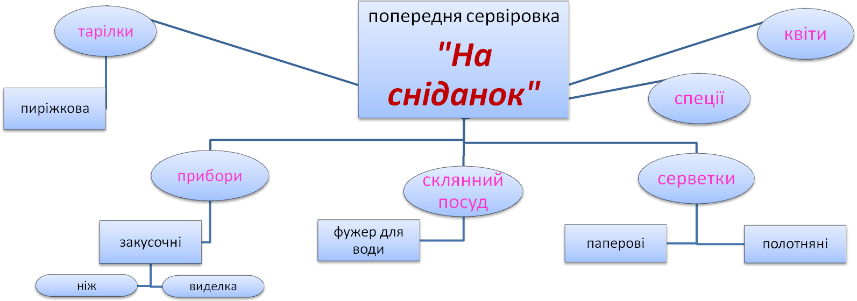 попередня сервіровка
"На
сніданок"
тарілки
квіти
спеції
пиріжкова
прибори
склянний
посуд
серветки
закусочні
фужер для
води
паперові
полотняні
ніж
виделка